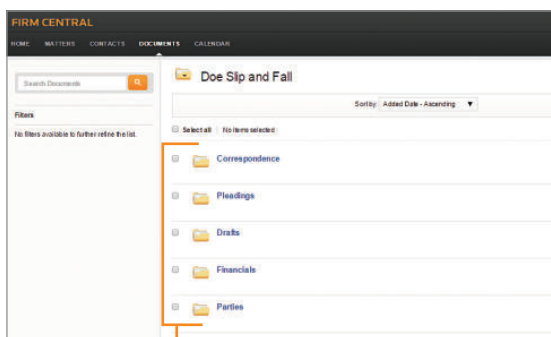 FIRM CENTRAL
HOME MATTERS CONTACTS DOCUMENTS CALENDAR
Search Documents
Doe Slip and Fall
Sort by: Added Date - Ascending
Filters
Select all No items selected
No filters available to further refine the list.
Correspondence
Pleadings
Drafts
Financials
Parties